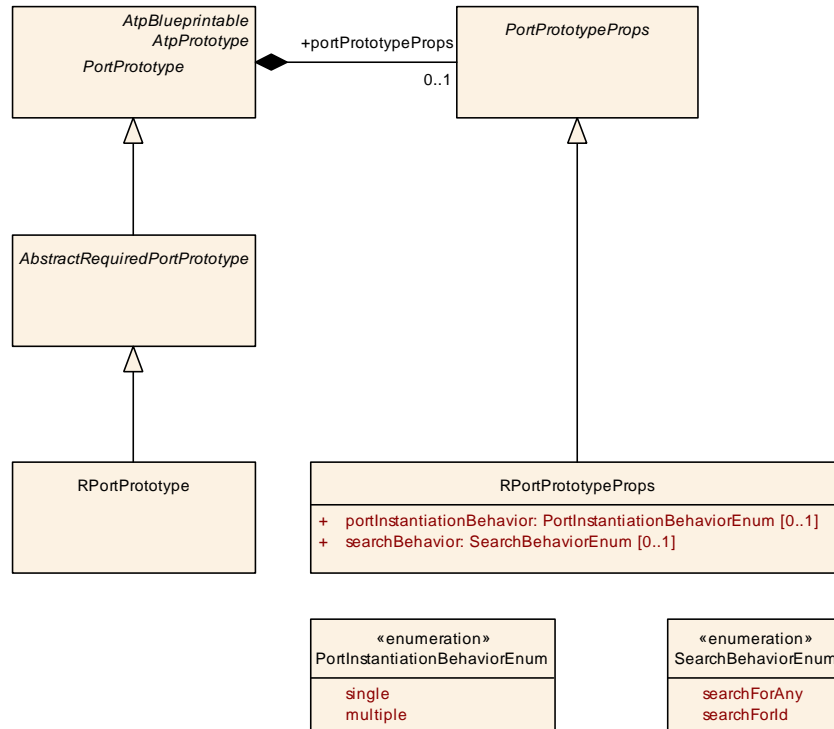 AtpBlueprintable
AtpPrototype
PortPrototype
+portPrototypeProps
0..1
PortPrototypeProps
AbstractRequiredPortPrototype
RPortPrototype
RPortPrototypeProps
+ portInstantiationBehavior: PortInstantiationBehaviorEnum [0..1]
+ searchBehavior: SearchBehaviorEnum [0..1]
«enumeration»
PortInstantiationBehaviorEnum
single
multiple
«enumeration»
SearchBehaviorEnum
searchForAny
searchForId